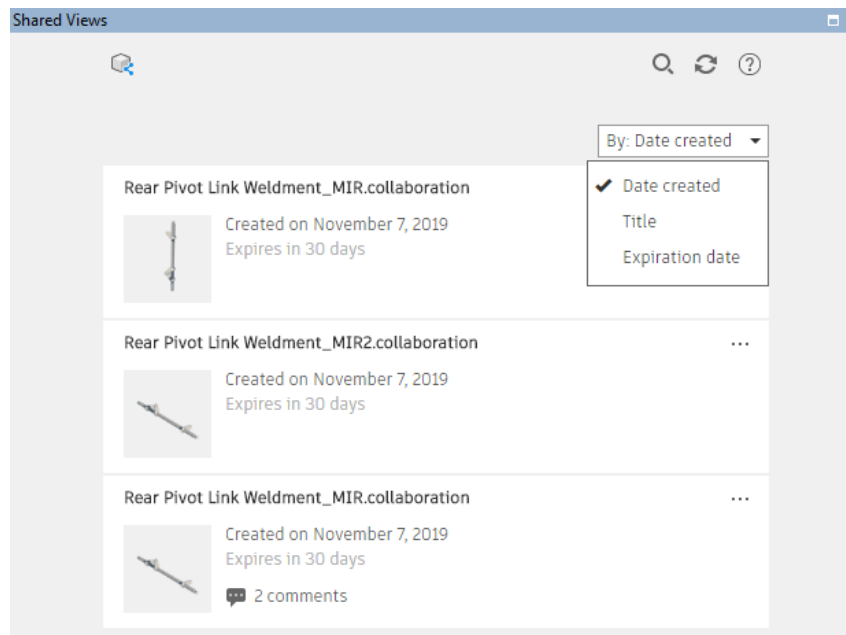 Shared Views
By: Date created
Date created
Title
Expiration date
Rear Pivot Link Weldment_MIR.collaboration
Created on November 7, 2019
Expires in 30 days
Rear Pivot Link Weldment_MIR2.collaboration
...
Created on November 7, 2019
Expires in 30 days
Rear Pivot Link Weldment_MIR.collaboration
...
Created on November 7, 2019
Expires in 30 days
2 comments